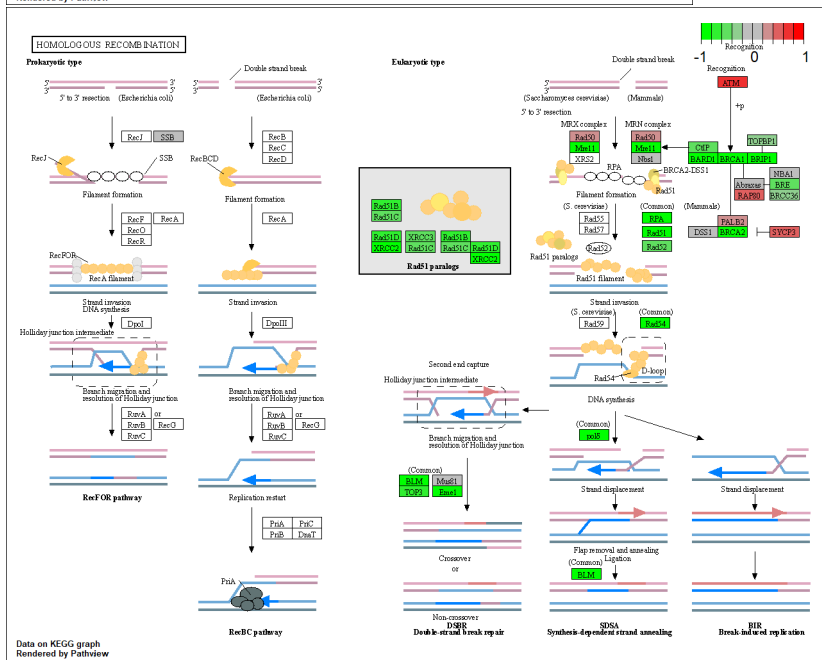 Rendered by Pathview
HOMOLOGOUS RECOMBINATION
-1 0 1
Recognition
Prokaryotic type
Eukaryotic type
Double strand break
Double strand break
Recognition
ATM
+p
5' 3'
3' 5'
5' to 3' resection (Escherichia coli)
(Escherichia coli)
(Saccharomyces cerevisiae) (Mammals)
5' to 3' resection
RecJ SSB
RecB
RecC
RecD
MRX complex MRN complex
Rad50 Rad50
Mre11 Mre11
XRS2 Nbs1
CtIP
TOPBP1
BARD1 BRCA1 BRIP1
RecJ
SSB
RecBCD
RPA
BRCA2-DSS1
Rad51
NBA1
Abraxas BRE
RAP80 BRCC36
Filament formation
Filament formation
Filament formation
RecF RecA
RecO
RecR
RecA
Rad51B
Rad51C
Rad51D XRCC3 Rad51B
XRCC2 Rad51C Rad51C Rad51D
XRCC2
Rad51 paralogs
(S. cerevisiae) (Common) (Mammals)
Rad55 RPA
Rad57 Rad51
Rad52 Rad52
PALB2
DSS1 BRCA2 SYCP3
Rad51 paralogs
RecFOR
RecA filament
Rad51 filament
Strand invasion
DNA synthesis
Strand invasion
Strand invasion
DpoI
DpoIII
(S. cerevisiae) (Common)
Rad59 Rad54
Holliday junction intermediate
Rad54
D-loop
Second end capture
Holliday junction intermediate
Branch migration and
resolution of Holliday junction
Branch migration and
resolution of Holliday junction
DNA synthesis
RuvA or
RuvB RecG
RuvC
RuvA or
RuvB RecG
RuvC
Branch migration and
resolution of Holliday junction
(Common)
polδ
(Common)
BLM Mus81
TOP3 Eme1
RecFOR pathway
Replication restart
Strand displacement
Strand displacement
PriA PriC
PriB DnaT
Crossover
or
Flap removal and annealing
Ligation
(Common)
BLM
PriA
Non-crossover
RecBC pathway
DSBR
Double-strand break repair
SDSA
Synthesis-dependent strand annealing
BIR
Break-induced replication
Data on KEGG graph
Rendered by Pathview